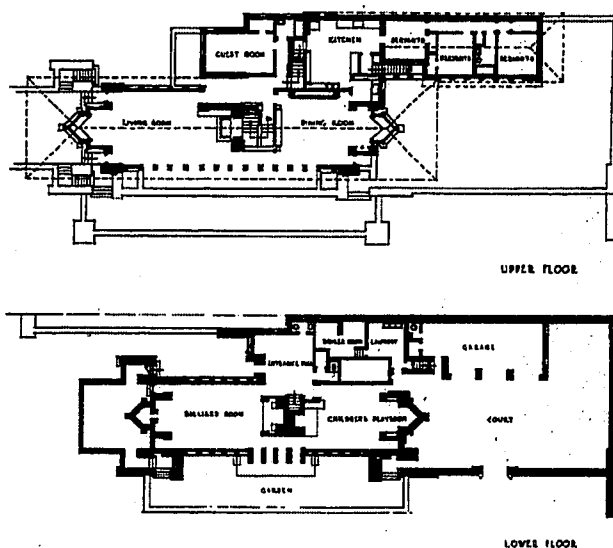 GUEST ROOM
KITCHEN
SERVANTS
SERVANTS
SERVANTS
LIVING ROOM
DINING ROOM
UPPER FLOOR
ENTRANCE HALL
BOILER ROOM
LAUNDRY
GARAGE
BILLIARD ROOM
CHILDREN'S PLAYROOM
COURT
GARDEN
LOWER FLOOR